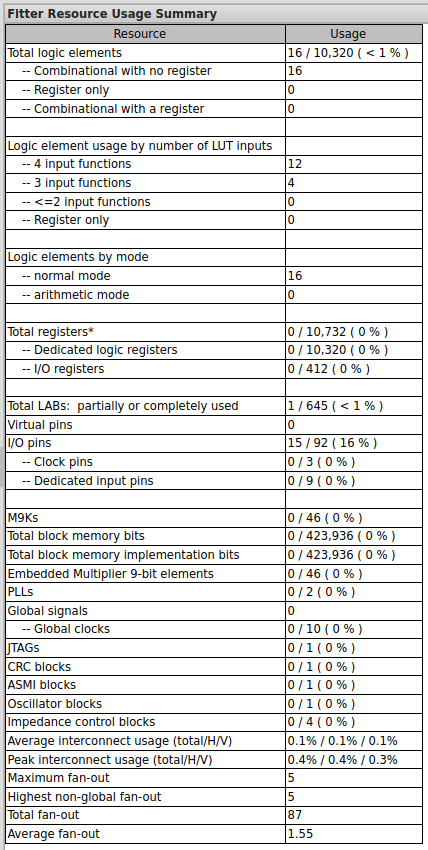 Fitter Resource Usage Summary
Resource Usage
Total logic elements 16 / 10,320 ( < 1 % )
-- Combinational with no register 16
-- Register only 0
-- Combinational with a register 0
Logic element usage by number of LUT inputs
-- 4 input functions 12
-- 3 input functions 4
-- <=2 input functions 0
-- Register only 0
Logic elements by mode
-- normal mode 16
-- arithmetic mode 0
Total registers* 0 / 10,732 ( 0 % )
-- Dedicated logic registers 0 / 10,320 ( 0 % )
-- I/O registers 0 / 412 ( 0 % )
Total LABs: partially or completely used 1 / 645 ( < 1 % )
Virtual pins 0
I/O pins 15 / 92 ( 16 % )
-- Clock pins 0 / 3 ( 0 % )
-- Dedicated input pins 0 / 9 ( 0 % )
M9Ks 0 / 46 ( 0 % )
Total block memory bits 0 / 423,936 ( 0 % )
Total block memory implementation bits 0 / 423,936 ( 0 % )
Embedded Multiplier 9-bit elements 0 / 46 ( 0 % )
PLLs 0 / 2 ( 0 % )
Global signals 0
-- Global clocks 0 / 10 ( 0 % )
JTAGs 0 / 1 ( 0 % )
CRC blocks 0 / 1 ( 0 % )
ASMI blocks 0 / 1 ( 0 % )
Oscillator blocks 0 / 1 ( 0 % )
Impedance control blocks 0 / 4 ( 0 % )
Average interconnect usage (total/H/V) 0.1% / 0.1% / 0.1%
Peak interconnect usage (total/H/V) 0.4% / 0.4% / 0.3%
Maximum fan-out 5
Highest non-global fan-out 5
Total fan-out 87
Average fan-out 1.55